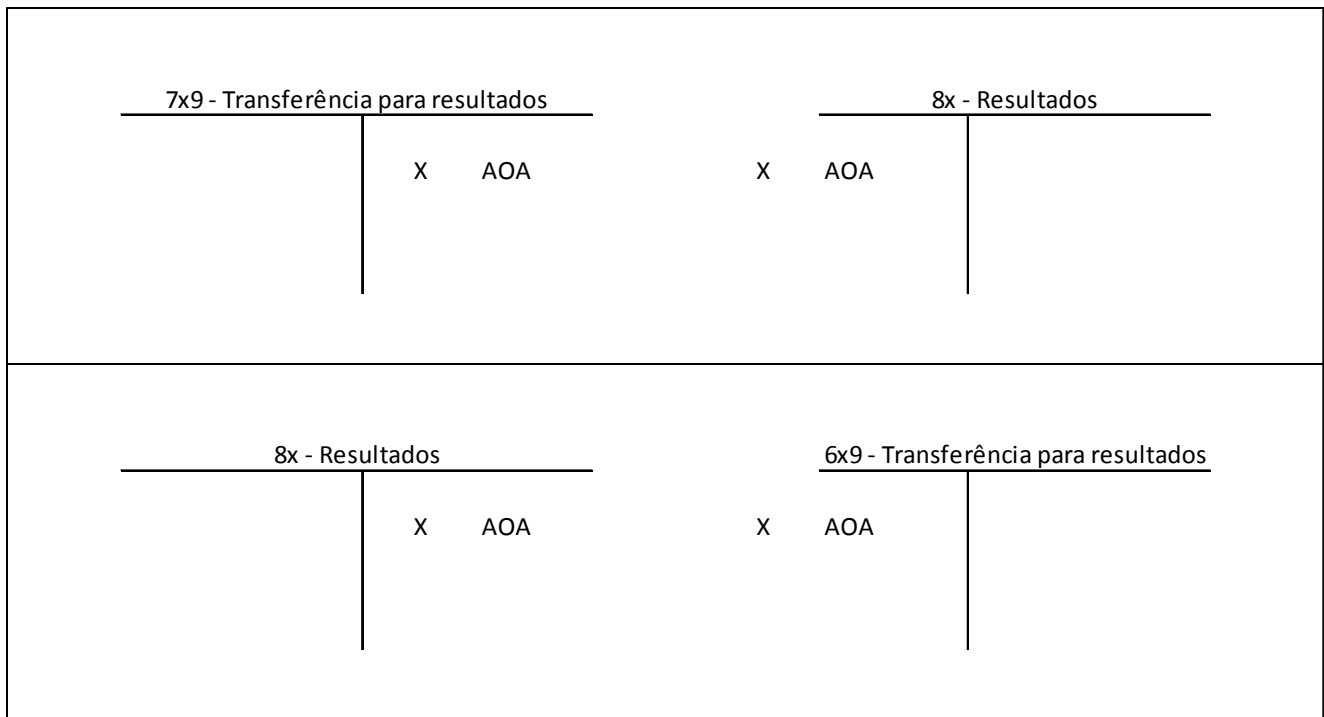 7x9 - Transferência para resultados
8x - Resultados
X AOA
X AOA
8x - Resultados
6x9 - Transferência para resultados
X AOA
X AOA